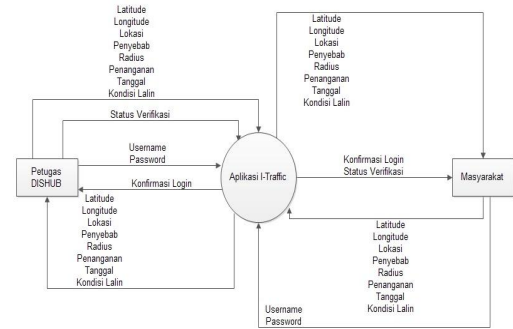 Latitude
Longitude
Lokasi
Penyebab
Radius
Penanganan
Tanggal
Kondisi Lalin
Latitude
Longitude
Lokasi
Penyebab
Radius
Penanganan
Tanggal
Kondisi Lalin
Status Verifikasi
Username
Password
Petugas
DISHUB
Konfirmasi Login
Aplikasi I-Traffic
Konfirmasi Login
Status Verifikasi
Masyarakat
Latitude
Longitude
Lokasi
Penyebab
Radius
Penanganan
Tanggal
Kondisi Lalin
Latitude
Longitude
Lokasi
Penyebab
Radius
Penanganan
Tanggal
Kondisi Lalin
Username
Password